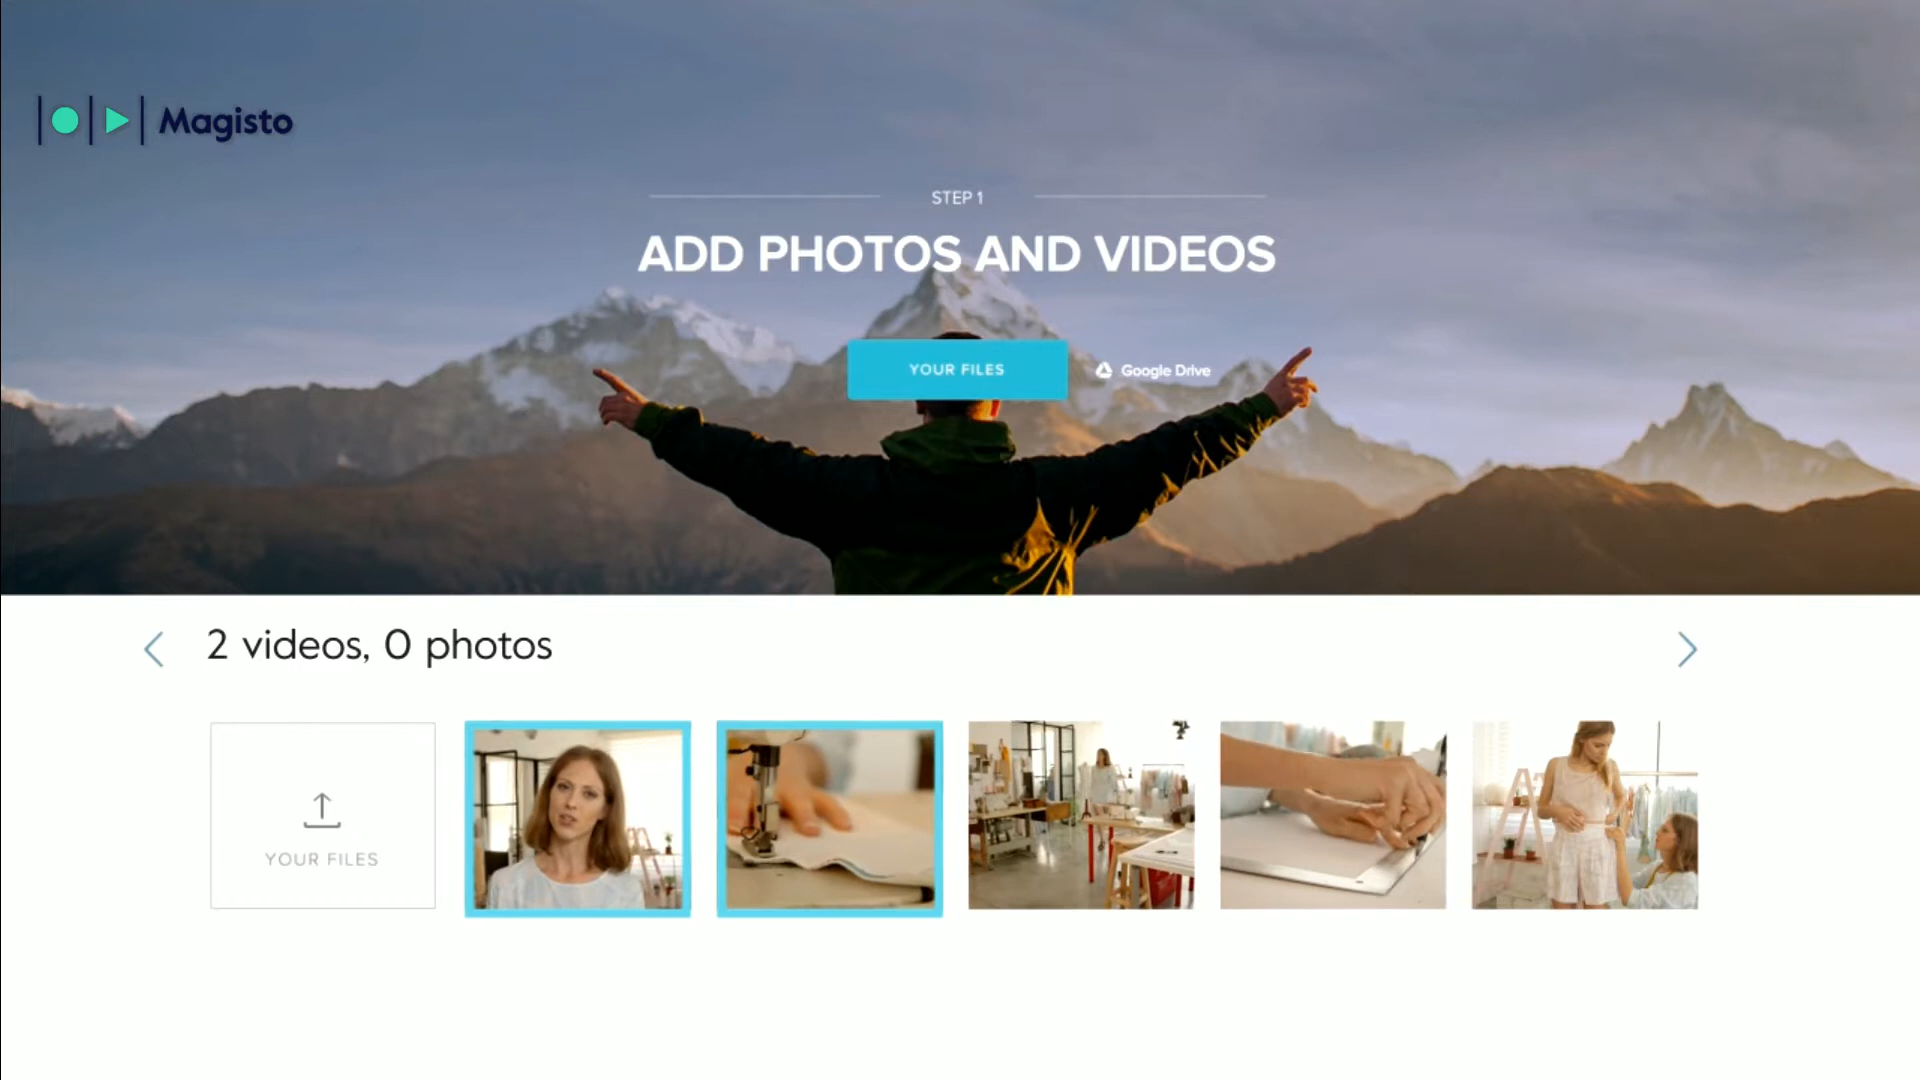 Magisto
STEP 1
ADD PHOTOS AND VIDEOS
YOUR FILES
Google Drive
2 videos, 0 photos
YOUR FILES